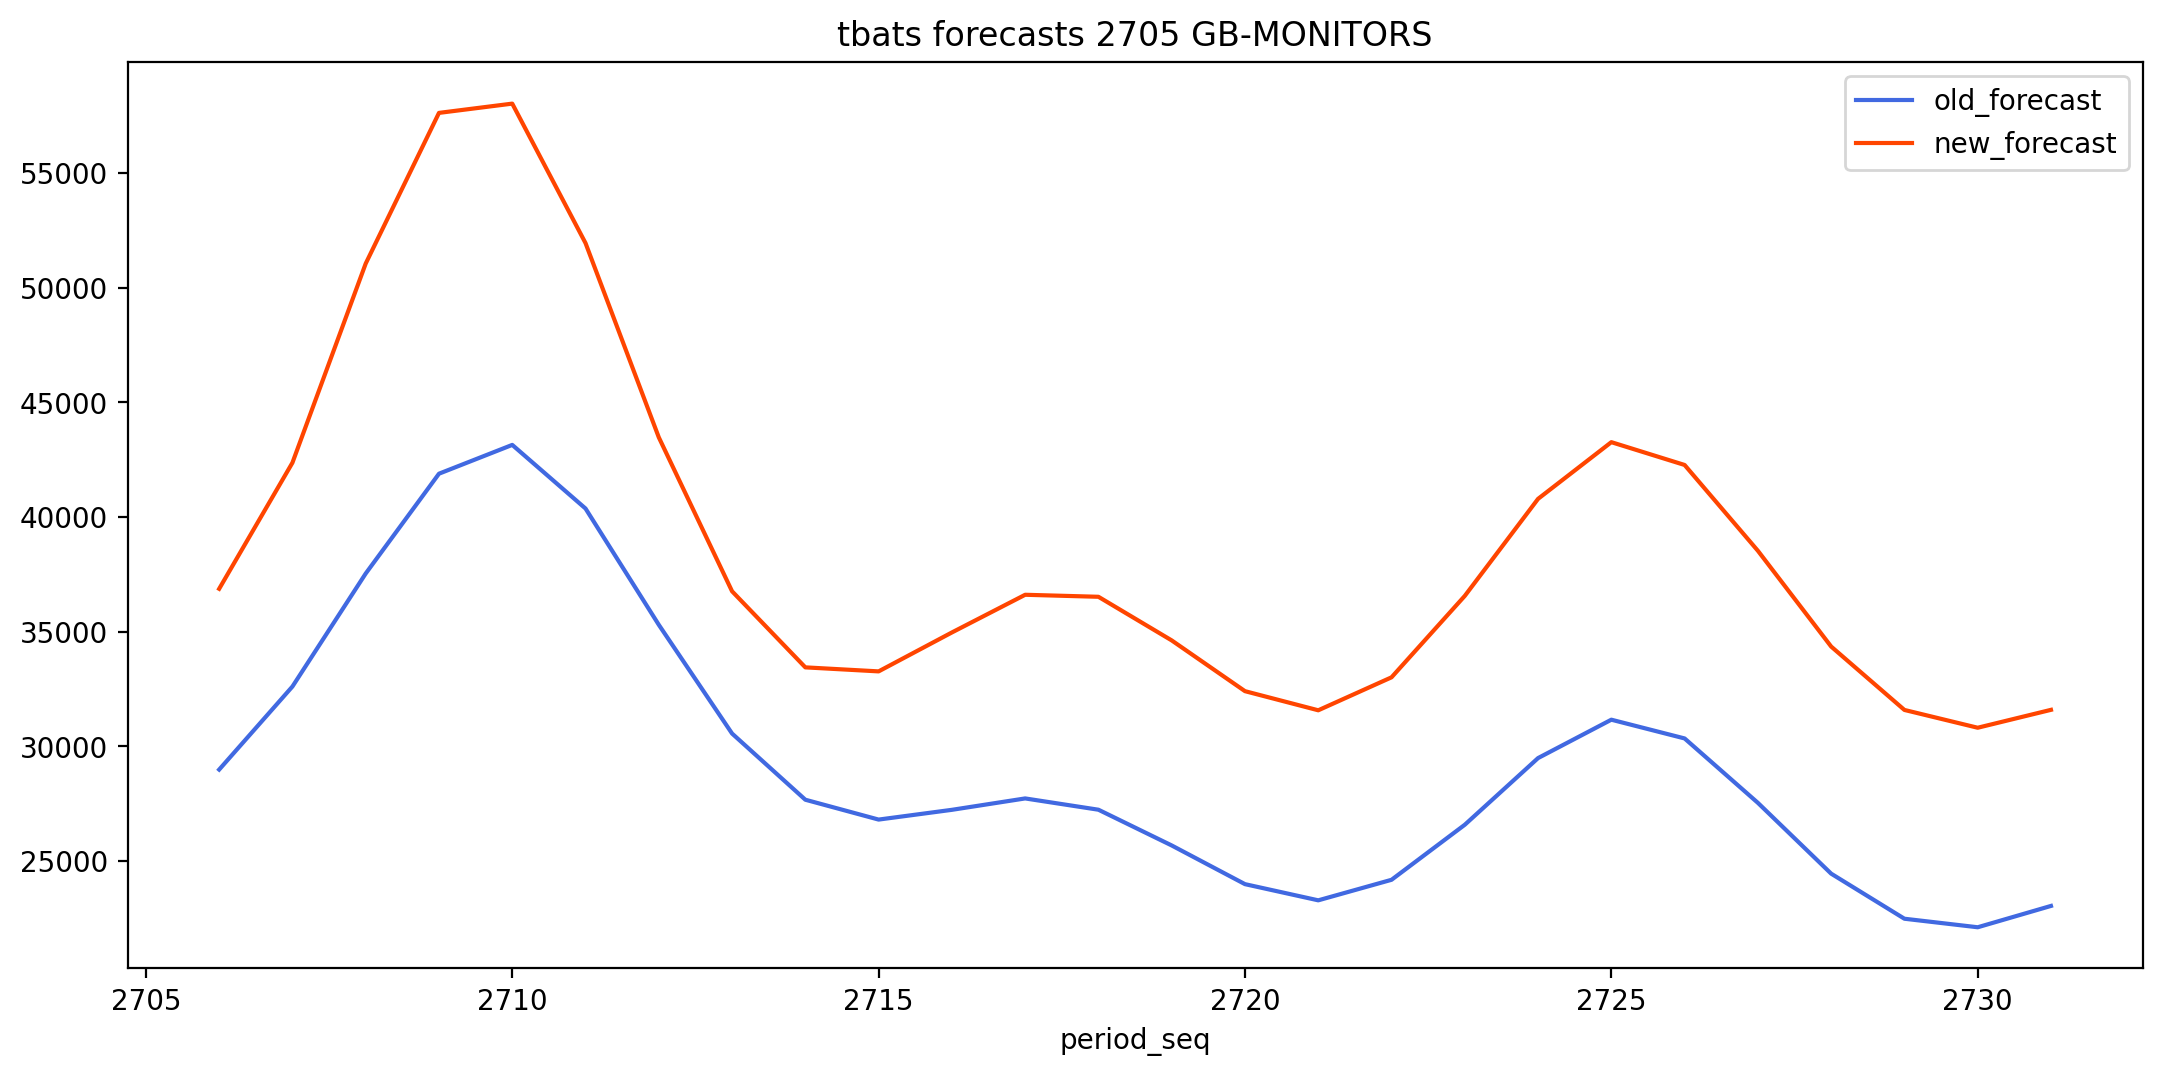 tbats forecasts 2705 GB-MONITORS
old_forecast
new_forecast
55000
50000
45000
40000
35000
30000
25000
2705 2710 2715 2720 2725 2730
period_seq